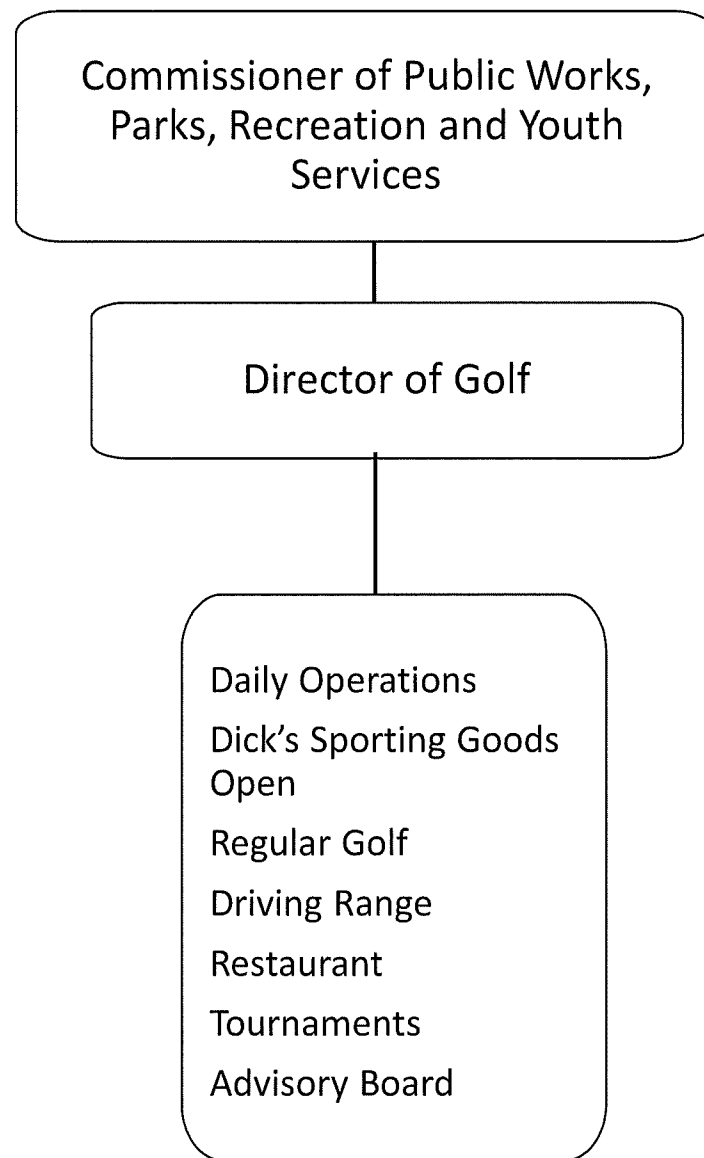 Commissioner of Public Works,
Parks, Recreation and Youth
Services
Director of Golf
Daily Operations
Dick’s Sporting Goods
Open
Regular Golf
Driving Range
Restaurant
Tournaments
Advisory Board